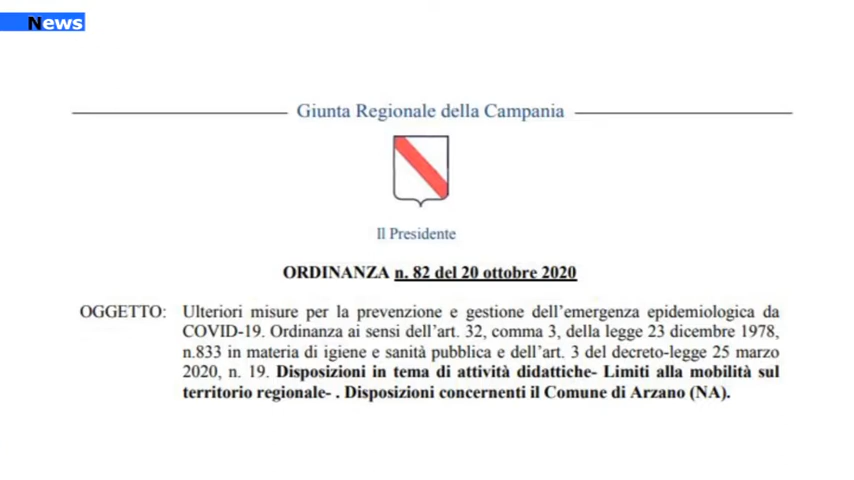 News
Giunta Regionale della Campania
Il Presidente
ORDINANZA n. 82 del 20 ottobre 2020
OGGETTO: Ulteriori misure per la prevenzione e gestione dell'emergenza epidemiologica da
COVID-19. Ordinanza ai sensi dell'art. 32, comma 3, della legge 23 dicembre 1978,
n.833 in materia di igiene e sanità pubblica e dell'art. 3 del decreto-legge 25 marzo
2020, n. 19. Disposizioni in tema di attività didattiche- Limiti alla mobilità sul
territorio regionale- . Disposizioni concernenti il Comune di Arzano (NA).